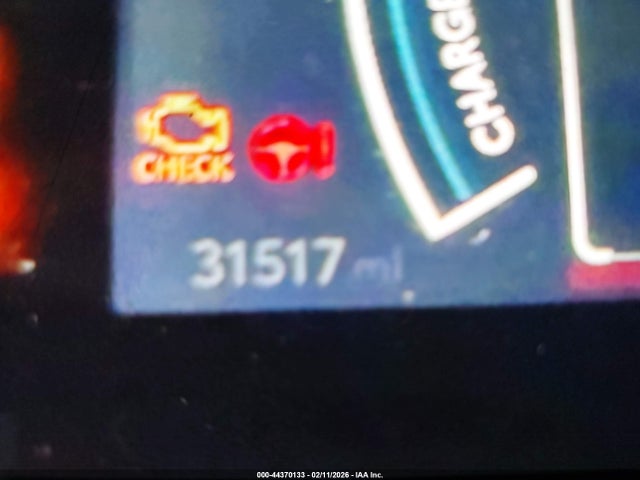 CHARGE
CHECK
31517 mi
000-44370133 - 02/11/2026 - IAA Inc.